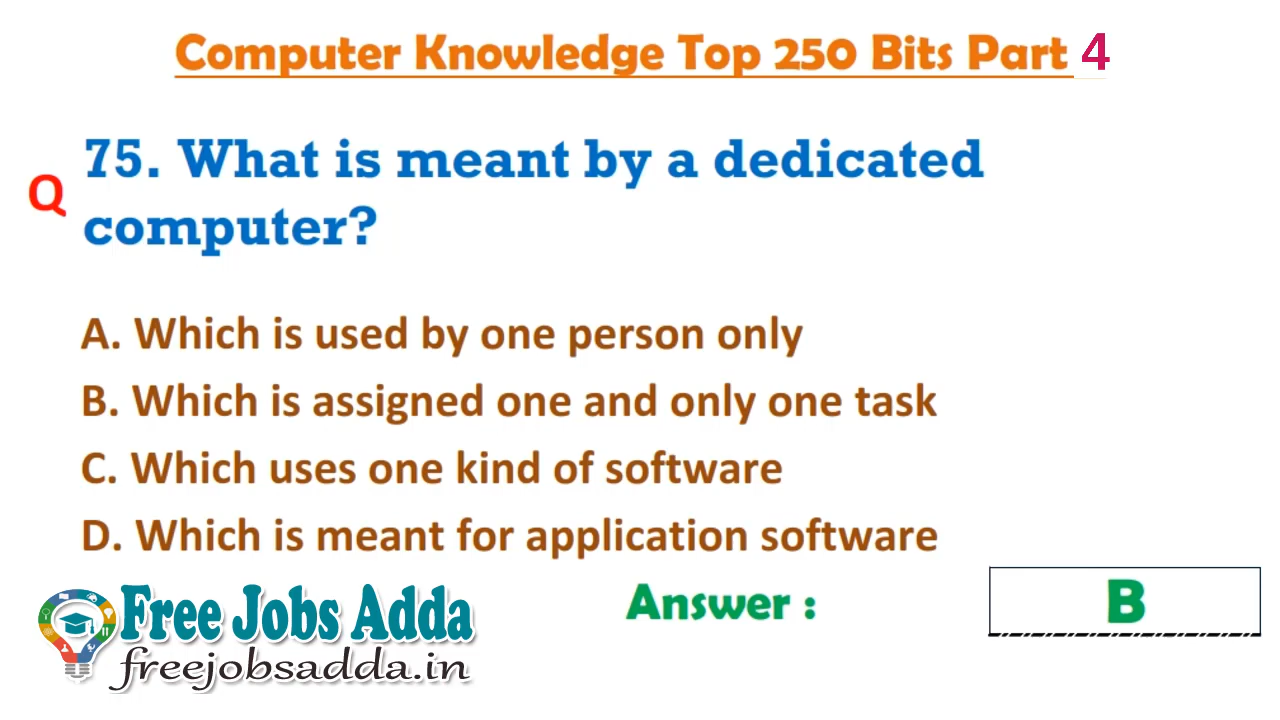 Computer Knowledge Top 250 Bits Part 4
Q
75. What is meant by a dedicated
computer?
A. Which is used by one person only
B. Which is assigned one and only one task
C. Which uses one kind of software
D. Which is meant for application software
Free Jobs Adda
freejobsadda.in
Answer :
B